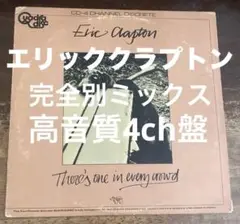 CD-4 CHANNEL DISCRETE
Quadradisc
Eric Clapton
エリッククラプトン
完全別ミックス
高音質4ch盤
There's one in every crowd